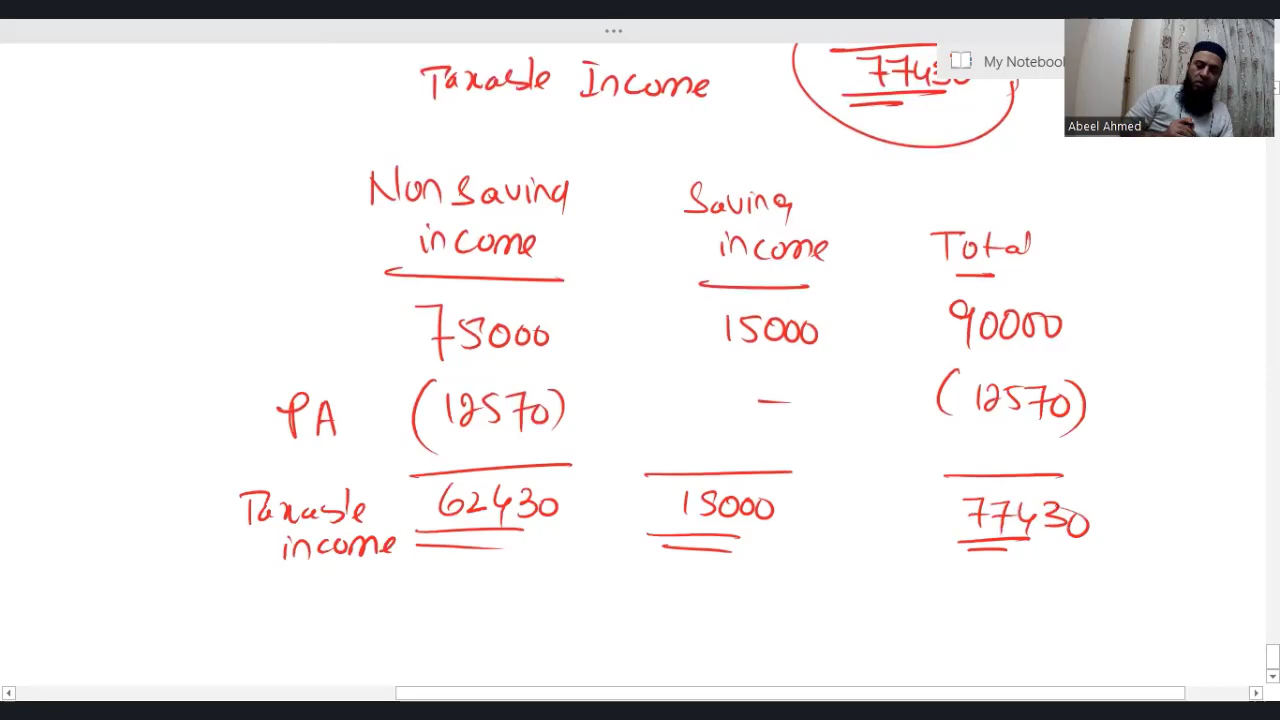 77430
My Notebook
Taxable Income
Abeel Ahmed
Non Saving income
Saving income
Total
75000 15000 90000
PA (12570) - (12570)
Taxable income 62430 15000 77430